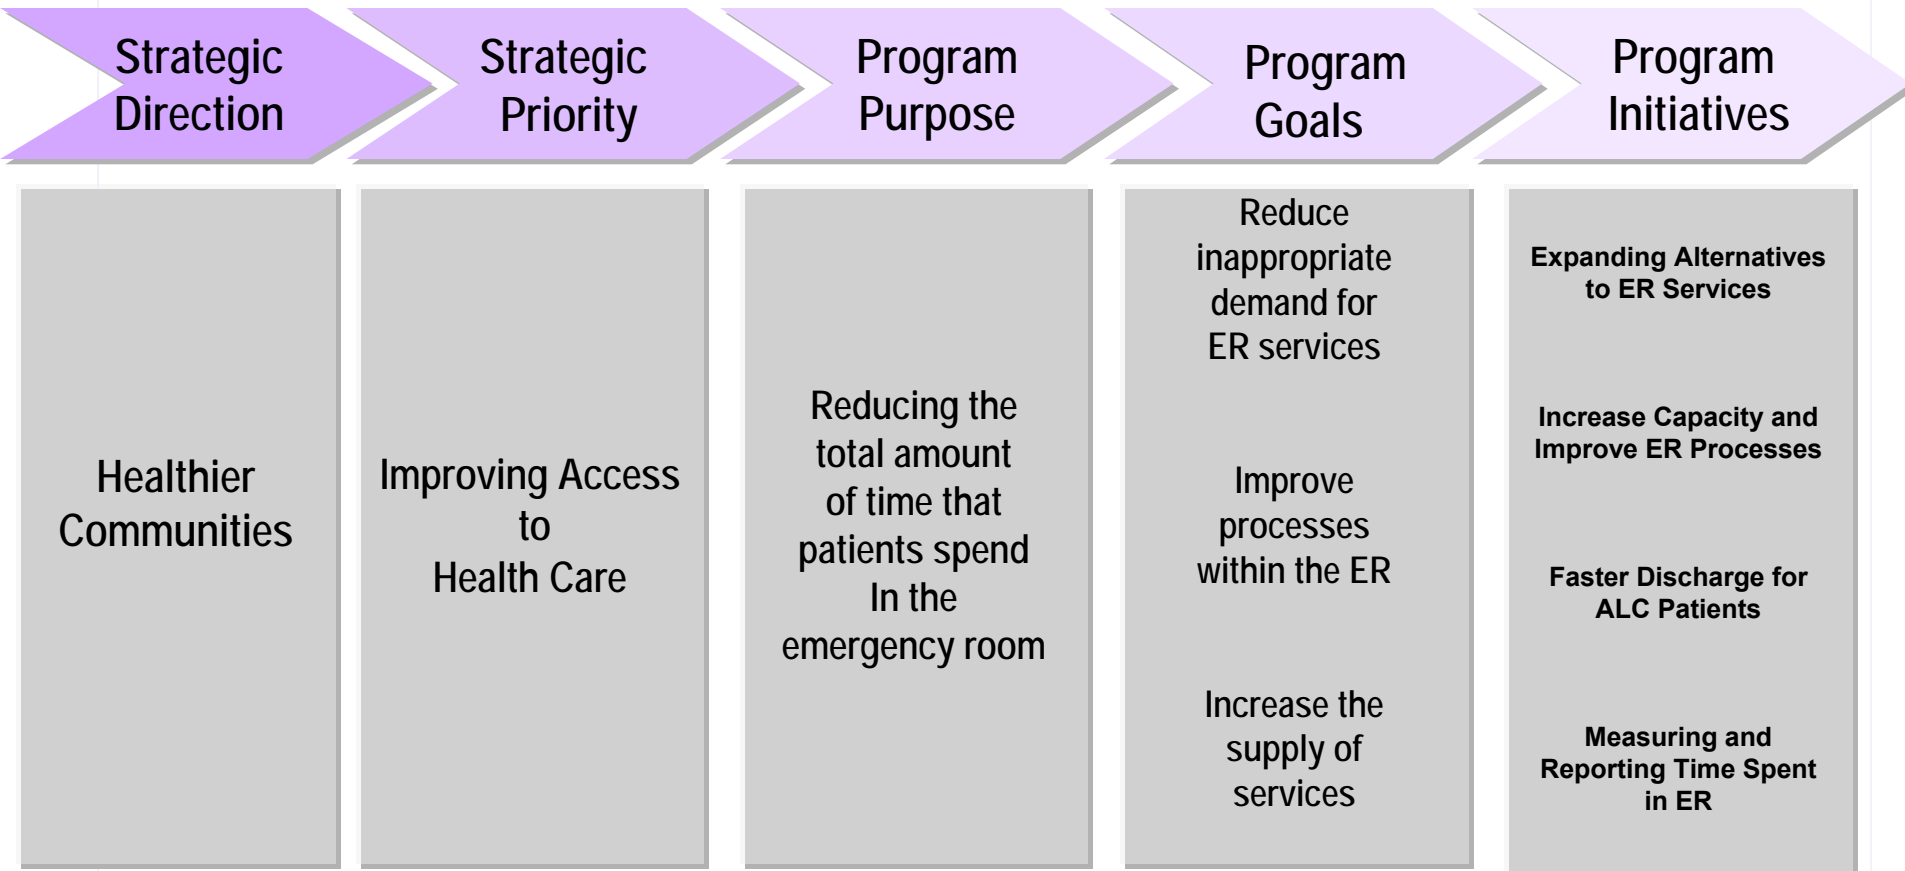 Strategic
Direction
Strategic
Priority
Program
Purpose
Program
Goals
Program
Initiatives
Healthier
Communities
Improving Access
to
Health Care
Reducing the
total amount
of time that
patients spend
In the
emergency room
Reduce
inappropriate
demand for
ER services
Improve
processes
within the ER
Increase the
supply of
services
Expanding Alternatives
to ER Services
Increase Capacity and
Improve ER Processes
Faster Discharge for
ALC Patients
Measuring and
Reporting Time Spent
in ER